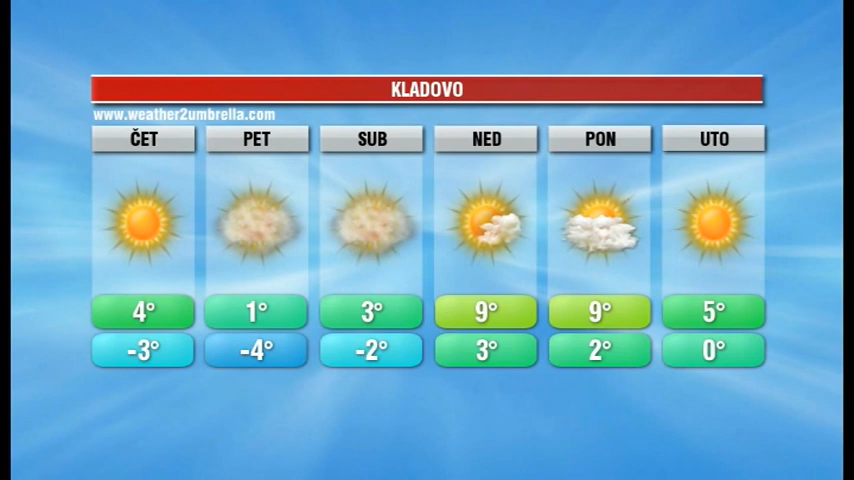 KLADOVO
www.weather2umbrella.com
ČET PET SUB NED PON UTO
4° 1° 3° 9° 9° 5°
-3° -4° -2° 3° 2° 0°